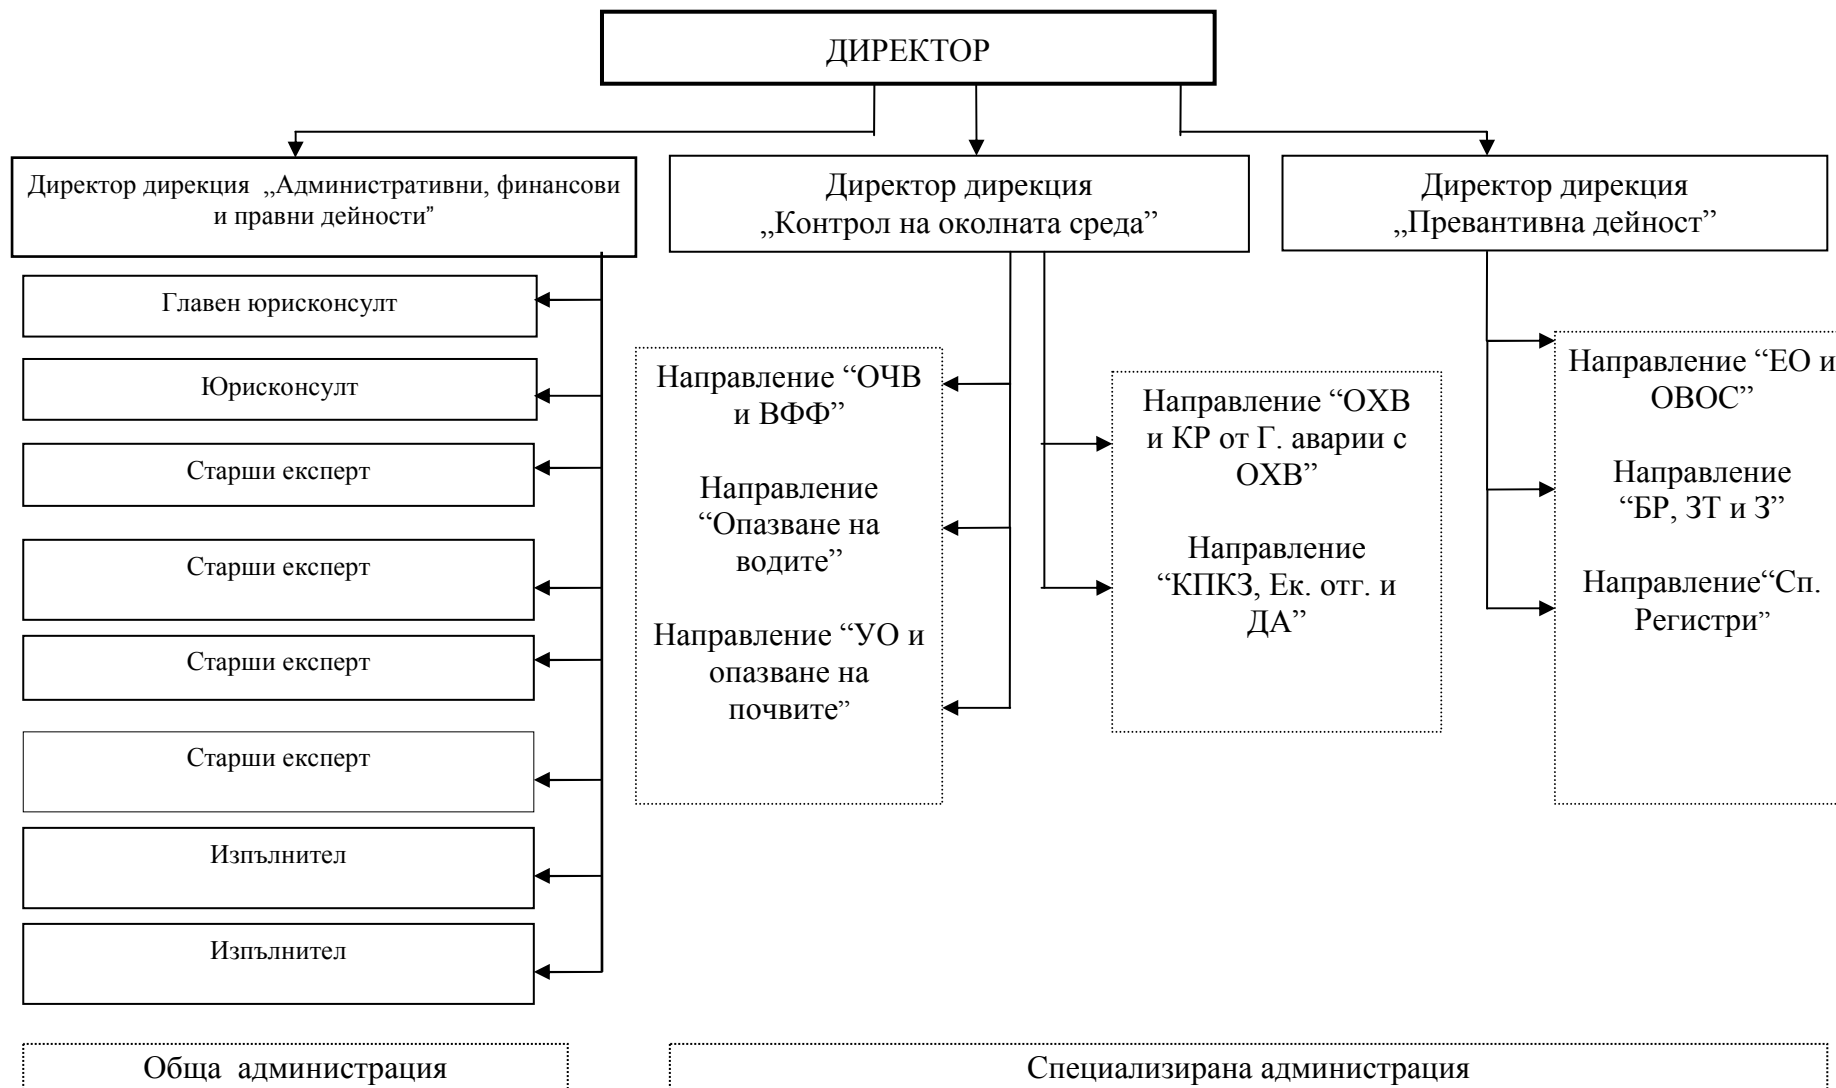 ДИРЕКТОР
Директор дирекция „Административни, финансови
и правни дейности”
Директор дирекция
„Контрол на околната среда”
Директор дирекция
„Превантивна дейност”
Главен юрисконсулт
Юрисконсулт
Старши експерт
Старши експерт
Старши експерт
Старши експерт
Изпълнител
Изпълнител
Направление “ОЧВ
и ВФФ”
Направление
“Опазване на
водите”
Направление “УО и
опазване на
почвите”
Направление “ОХВ
и КР от Г. аварии с
ОХВ”
Направление
“КПКЗ, Ек. отг. и
ДА”
Направление “ЕО и
ОВОС”
Направление
“БР, ЗТ и З”
Направление“Сп.
Регистри”
Обща администрация
Специализирана администрация